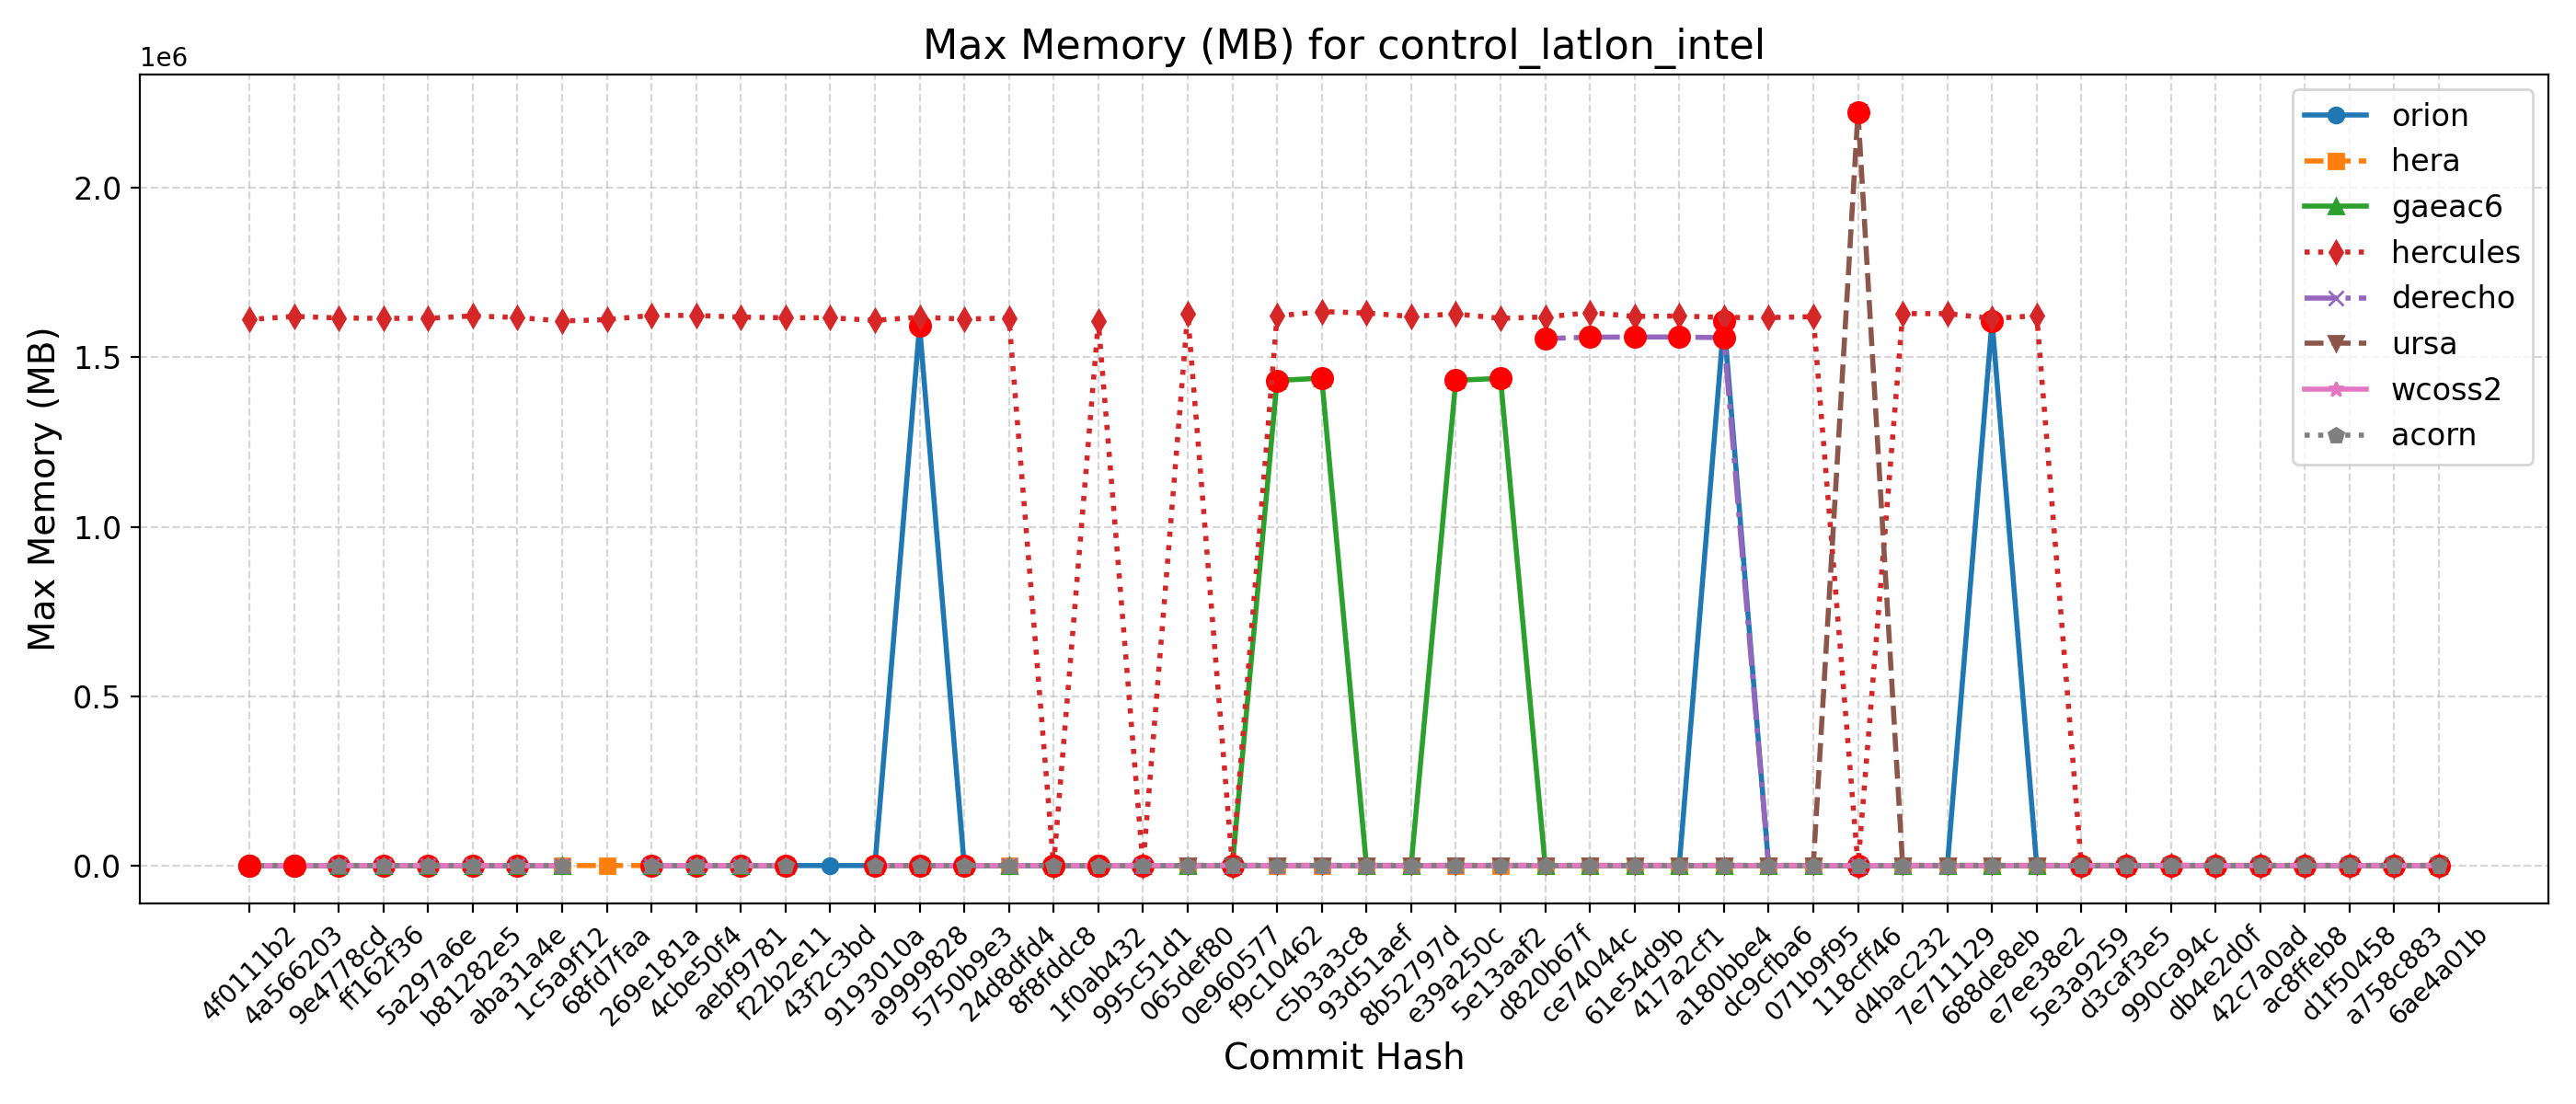 Max Memory (MB) for control_latlon_intel
1e6
Max Memory (MB)
2.0
1.5
1.0
0.5
0.0
orion
hera
gaeac6
hercules
derecho
ursa
wcoss2
acorn
4f0111b2
4a566203
9e4778cd
ff162f36
5a297a6e
b81282e5
aba31a4e
1c5a9f12
68fd7faa
269e181a
4cbe50f4
aebf9781
f22b2e11
43f2c3bd
9193010a
a9999828
5750b9e3
24d8dfd4
8f8fddc8
1f0ab432
995c51d1
065def80
0e960577
f9c10462
c5b3a3c8
93d51aef
8b52797d
e39a250c
5e13aaf2
d820b67f
ce74044c
61e54d9b
417a2cf1
a180bbe4
dc9cfba6
071b9f95
118cff46
d4bac232
7e711129
688de8eb
e7ee38e2
5e3a9259
d3caf3e5
990ca94c
db4e2d0f
42c7a0ad
ac8ffeb8
d1f50458
a758c883
6ae4a01b
Commit Hash